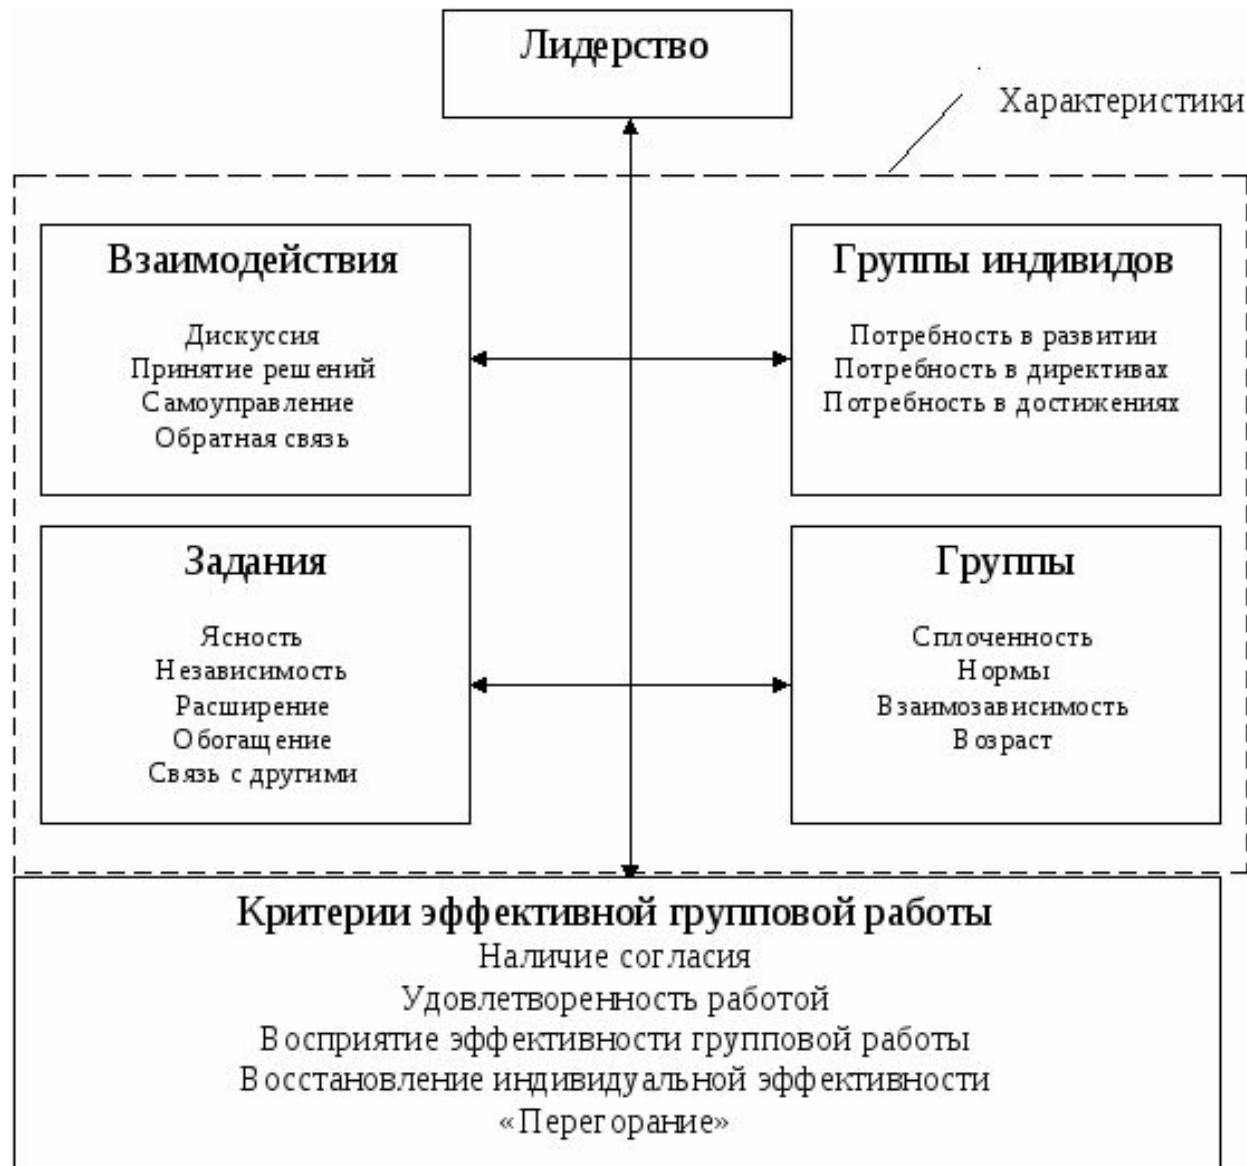 Лидерство
Характеристики
Взаимодействия
Дискуссия
Принятие решений
Самоуправление
Обратная связь
Группы индивидов
Потребность в развитии
Потребность в директивах
Потребность в достижениях
Задания
Ясность
Независимость
Расширение
Обогащение
Связь с другими
Группы
Сплоченность
Нормы
Взаимозависимость
Возраст
Критерии эффективной групповой работы
Наличие согласия
Удовлетворенность работой
Восприятие эффективности групповой работы
Восстановление индивидуальной эффективности
«Перегорание»